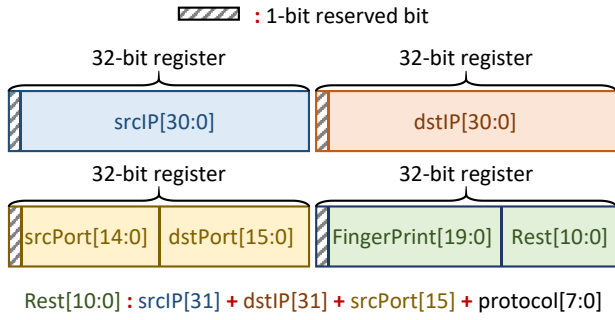 : 1-bit reserved bit
32-bit register 32-bit register
srcIP[30:0] dstIP[30:0]
32-bit register 32-bit register
srcPort[14:0] dstPort[15:0] FingerPrint[19:0] Rest[10:0]
Rest[10:0] : srcIP[31] + dstIP[31] + srcPort[15] + protocol[7:0]